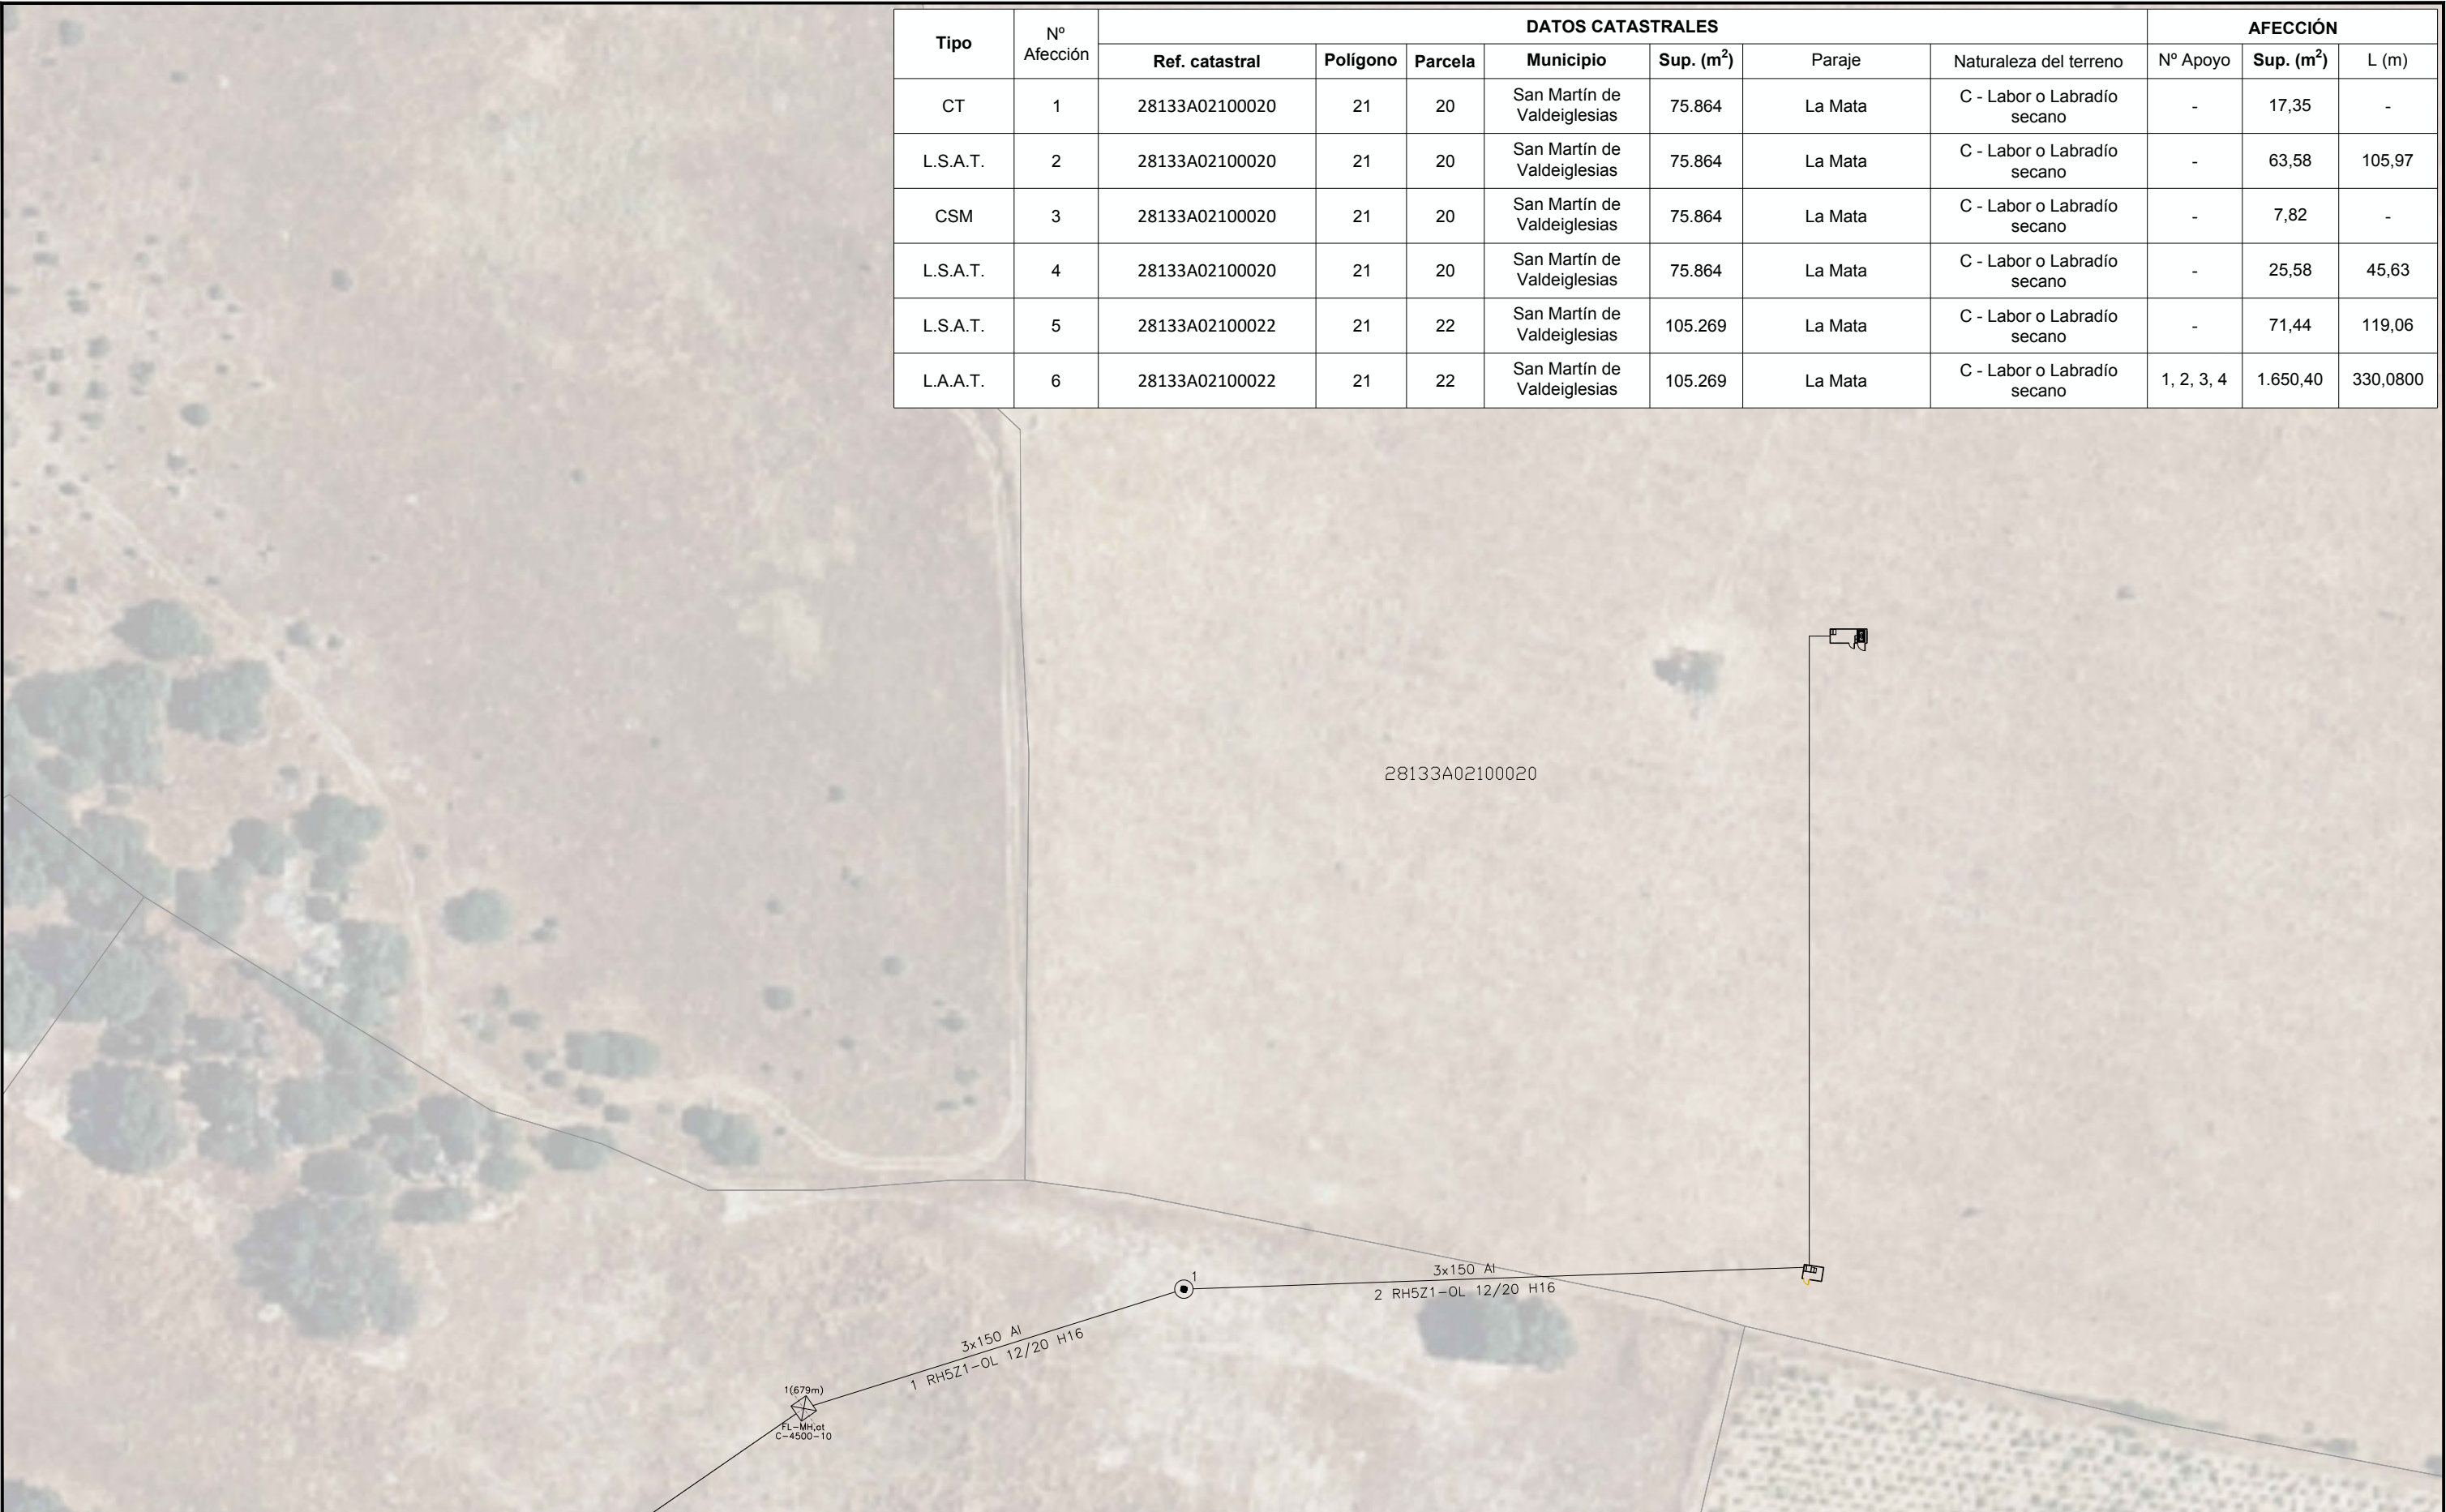 Tipo Nº Afección DATOS CATASTRALES AFECCIÓN
Ref. catastral Polígono Parcela Municipio Sup. (m²) Paraje Naturaleza del terreno Nº Apoyo Sup. (m²) L (m)
CT 1 28133A02100020 21 20 San Martín de Valdeiglesias 75.864 La Mata C - Labor o Labradío secano - 17,35 -
L.S.A.T. 2 28133A02100020 21 20 San Martín de Valdeiglesias 75.864 La Mata C - Labor o Labradío secano - 63,58 105,97
CSM 3 28133A02100020 21 20 San Martín de Valdeiglesias 75.864 La Mata C - Labor o Labradío secano - 7,82 -
L.S.A.T. 4 28133A02100020 21 20 San Martín de Valdeiglesias 75.864 La Mata C - Labor o Labradío secano - 25,58 45,63
L.S.A.T. 5 28133A02100022 21 22 San Martín de Valdeiglesias 105.269 La Mata C - Labor o Labradío secano - 71,44 119,06
L.A.A.T. 6 28133A02100022 21 22 San Martín de Valdeiglesias 105.269 La Mata C - Labor o Labradío secano 1, 2, 3, 4 1.650,40 330,0800
28133A02100020
1
3x150 Al
2 RH5Z1-OL 12/20 H16
3x150 Al
1 RH5Z1-OL 12/20 H16
1(679m)
FL-MH,at
C-4500-10